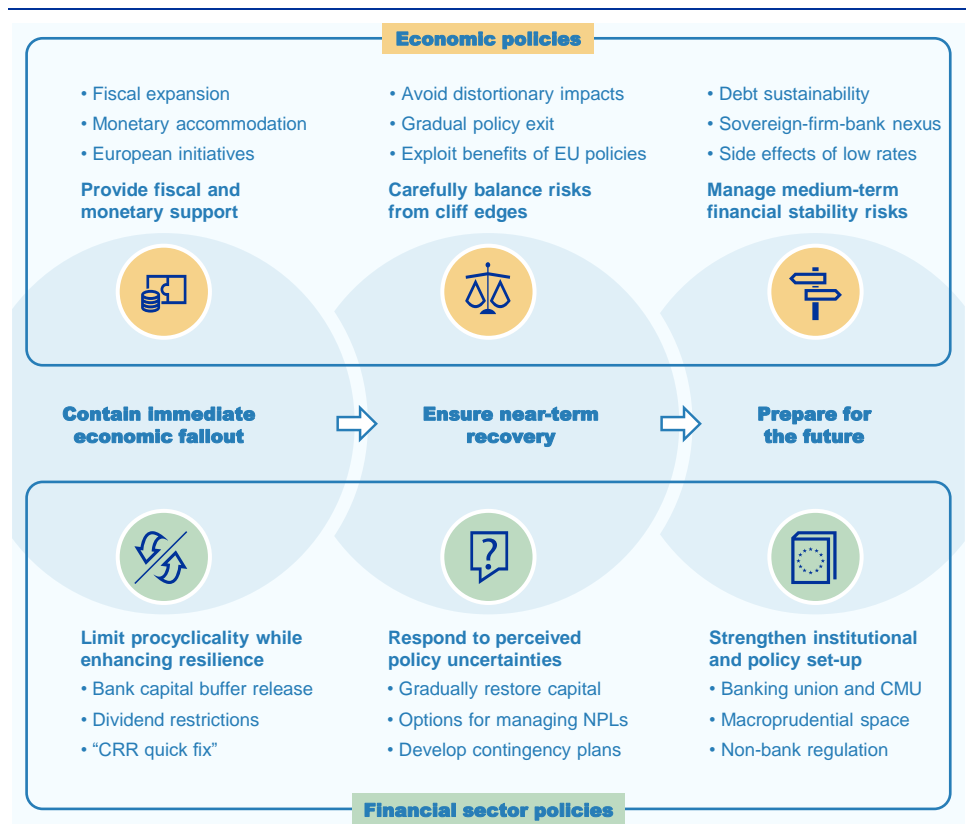 Economic policies
• Fiscal expansion
• Monetary accommodation
• European initiatives
Provide fiscal and
monetary support
• Avoid distortionary impacts
• Gradual policy exit
• Exploit benefits of EU policies
Carefully balance risks
from cliff edges
• Debt sustainability
• Sovereign-firm-bank nexus
• Side effects of low rates
Manage medium-term
financial stability risks
Contain immediate
economic fallout
Ensure near-term
recovery
Prepare for
the future
?
Limit procyclicality while
enhancing resilience
• Bank capital buffer release
• Dividend restrictions
• “CRR quick fix”
Respond to perceived
policy uncertainties
• Gradually restore capital
• Options for managing NPLs
• Develop contingency plans
Strengthen institutional
and policy set-up
• Banking union and CMU
• Macroprudential space
• Non-bank regulation
Financial sector policies